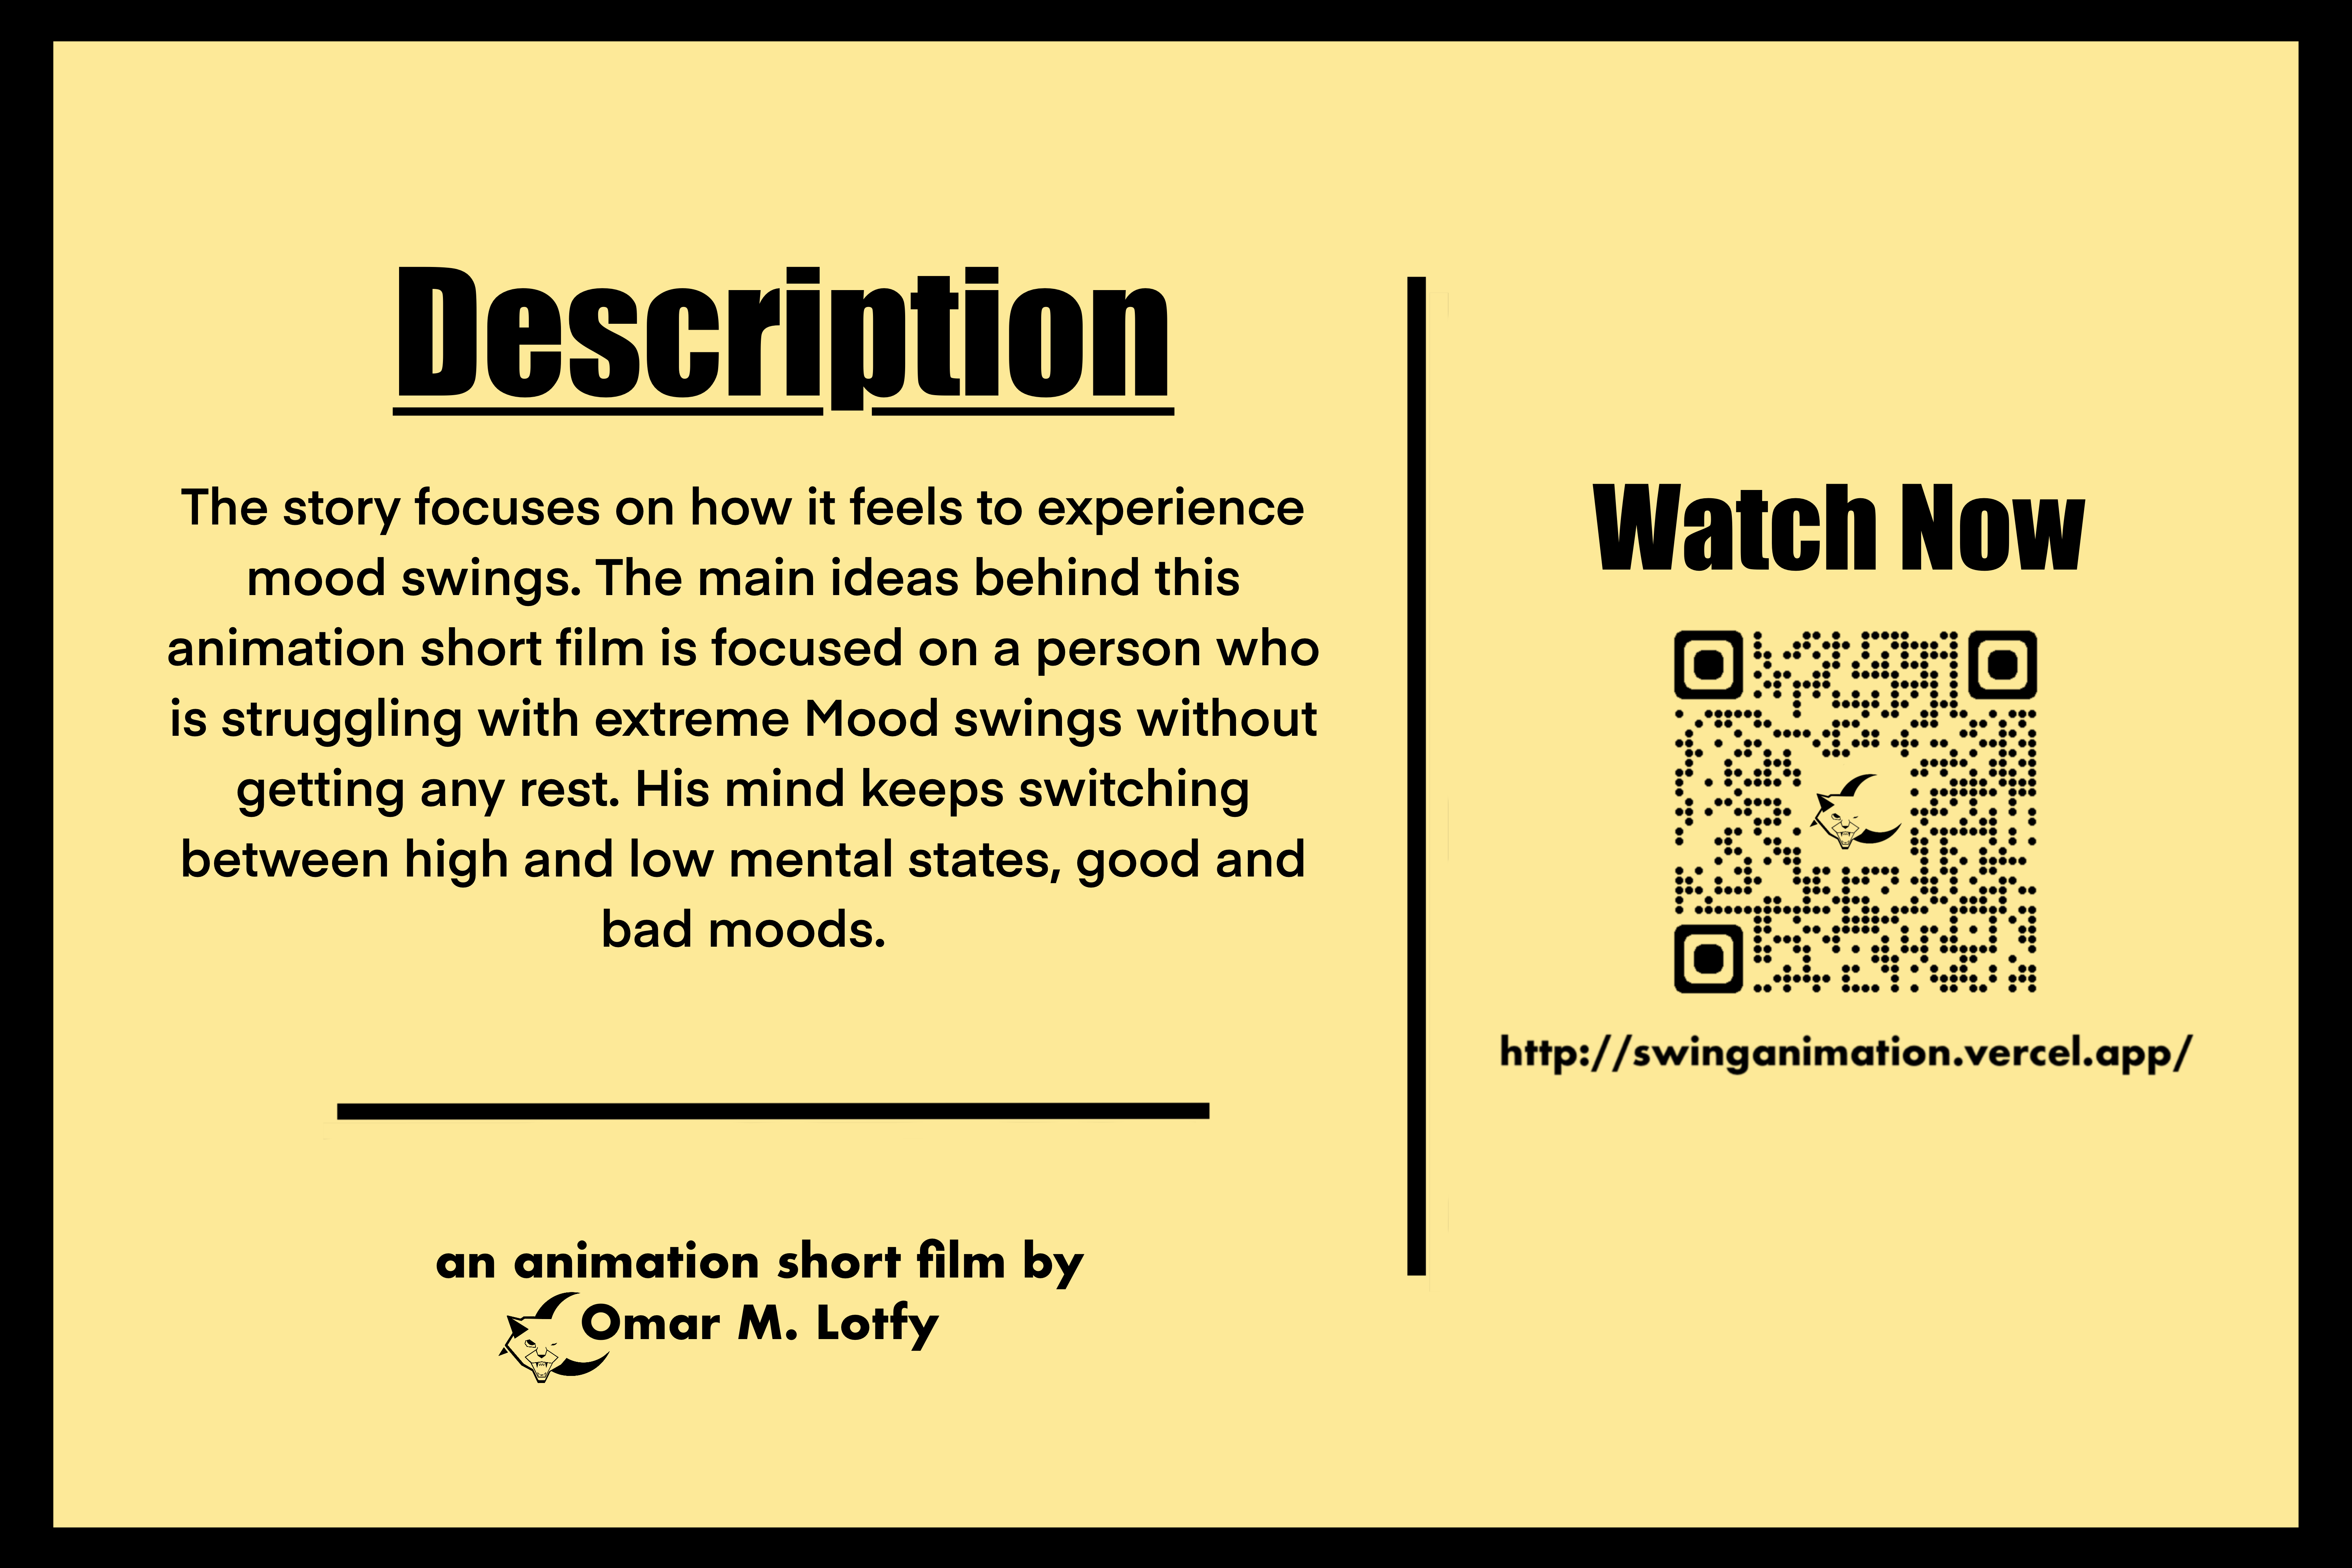 Description
The story focuses on how it feels to experience
mood swings. The main ideas behind this
animation short film is focused on a person who
is struggling with extreme Mood swings without
getting any rest. His mind keeps switching
between high and low mental states, good and
bad moods.
an animation short film by
Omar M. Lotfy
Watch Now
http://swinganimation.vercel.app/